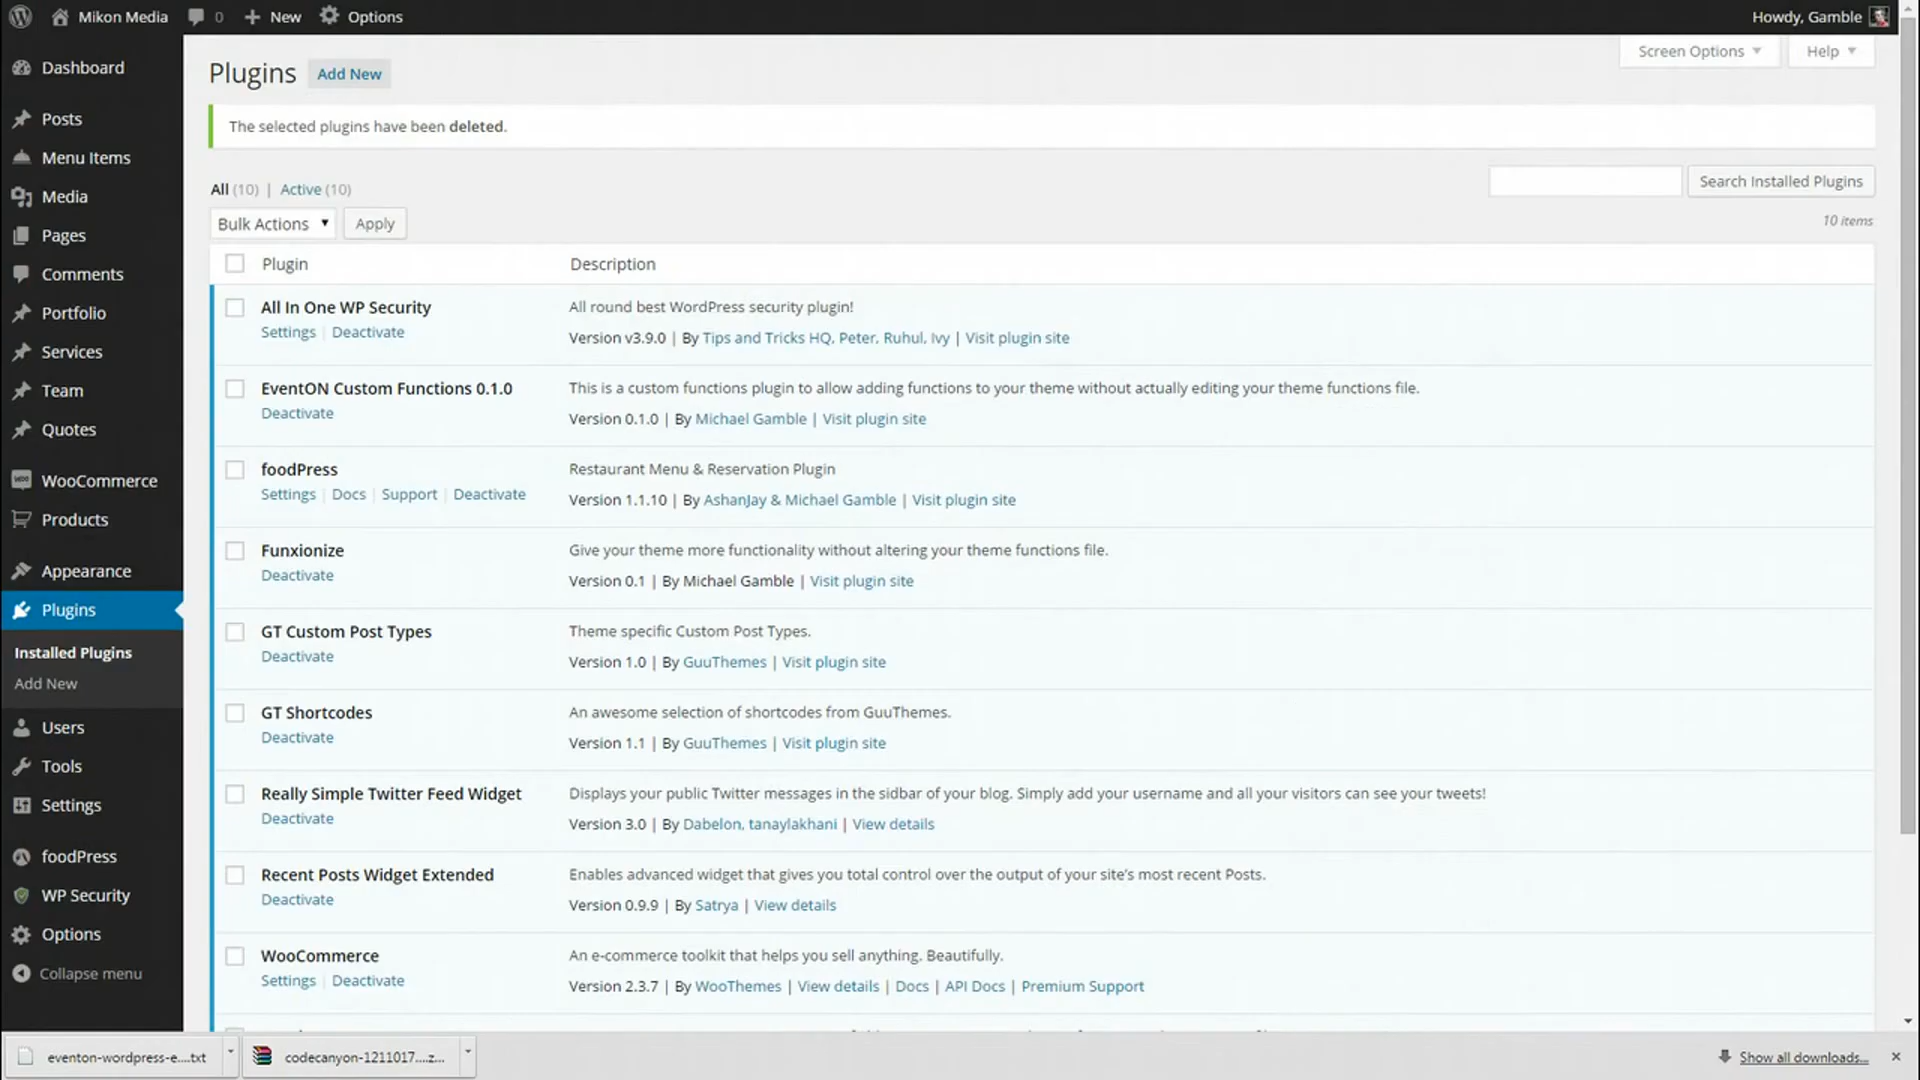 Mikon Media 0 New Options Howdy, Gamble
Screen Options Help
Dashboard
Posts
Menu Items
Media
Pages
Comments
Portfolio
Services
Team
Quotes
WooCommerce
Products
Appearance
Plugins
Installed Plugins
Add New
Users
Tools
Settings
foodPress
WP Security
Options
Collapse menu
Plugins Add New
The selected plugins have been deleted.
All (10) | Active (10)
Search Installed Plugins
Bulk Actions Apply
10 items
Plugin Description
All In One WP Security
Settings | Deactivate
All round best WordPress security plugin!
Version v3.9.0 | By Tips and Tricks HQ, Peter, Ruhul, Ivy | Visit plugin site
EventON Custom Functions 0.1.0
Deactivate
This is a custom functions plugin to allow adding functions to your theme without actually editing your theme functions file.
Version 0.1.0 | By Michael Gamble | Visit plugin site
foodPress
Settings | Docs | Support | Deactivate
Restaurant Menu & Reservation Plugin
Version 1.1.10 | By AshanJay & Michael Gamble | Visit plugin site
Funxionize
Deactivate
Give your theme more functionality without altering your theme functions file.
Version 0.1 | By Michael Gamble | Visit plugin site
GT Custom Post Types
Deactivate
Theme specific Custom Post Types.
Version 1.0 | By GuuThemes | Visit plugin site
GT Shortcodes
Deactivate
An awesome selection of shortcodes from GuuThemes.
Version 1.1 | By GuuThemes | Visit plugin site
Really Simple Twitter Feed Widget
Deactivate
Displays your public Twitter messages in the sidbar of your blog. Simply add your username and all your visitors can see your tweets!
Version 3.0 | By Dabelon, tanaylakhani | View details
Recent Posts Widget Extended
Deactivate
Enables advanced widget that gives you total control over the output of your site's most recent Posts.
Version 0.9.9 | By Satrya | View details
WooCommerce
Settings | Deactivate
An e-commerce toolkit that helps you sell anything. Beautifully.
Version 2.3.7 | By WooThemes | View details | Docs | API Docs | Premium Support
eventon-wordpress-e....txt
codecanyon-1211017....z...
Show all downloads...